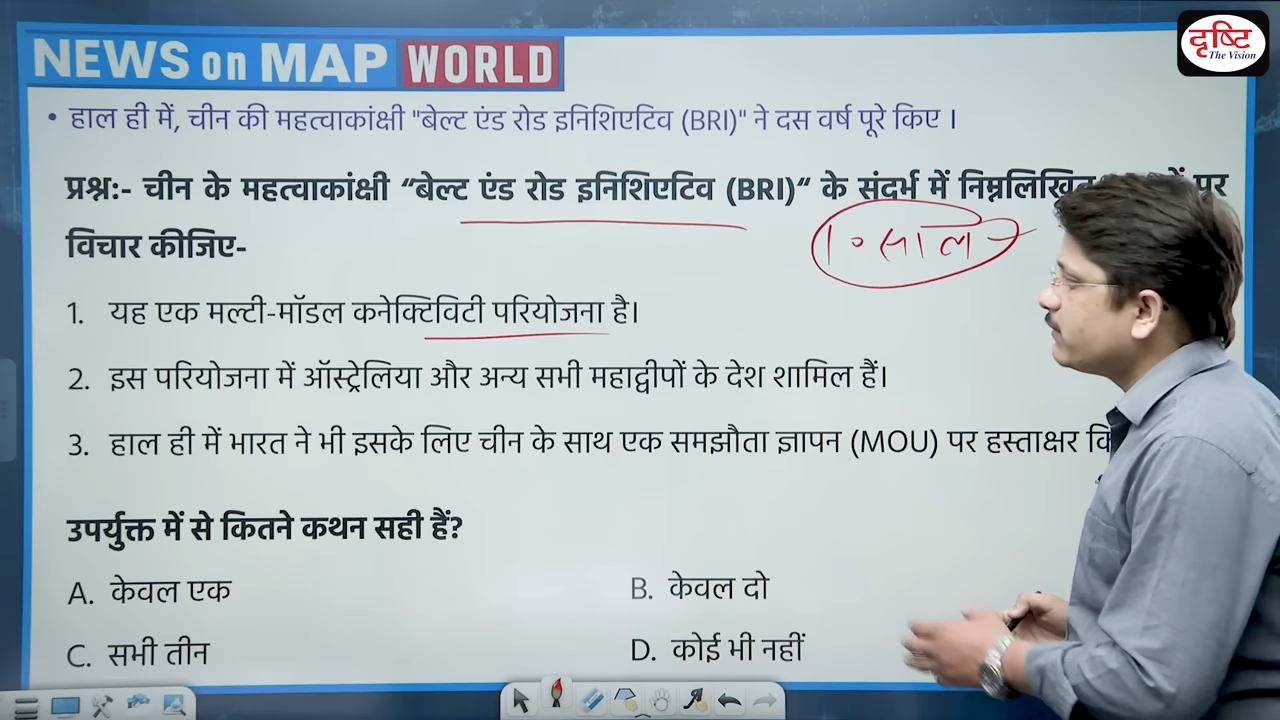 NEWS on MAP WORLD
दृष्टि
The Vision
• हाल ही में, चीन की महत्वाकांक्षी "बेल्ट एंड रोड इनिशिएटिव (BRI)" ने दस वर्ष पूरे किए ।
प्रश्न:- चीन के महत्वाकांक्षी “बेल्ट एंड रोड इनिशिएटिव (BRI)“ के संदर्भ में निम्नलिखित पर
विचार कीजिए-
10 साल
1. यह एक मल्टी-मॉडल कनेक्टिविटी परियोजना है।
2. इस परियोजना में ऑस्ट्रेलिया और अन्य सभी महाद्वीपों के देश शामिल हैं।
3. हाल ही में भारत ने भी इसके लिए चीन के साथ एक समझौता ज्ञापन (MOU) पर हस्ताक्षर
उपर्युक्त में से कितने कथन सही हैं?
A. केवल एक B. केवल दो
C. सभी तीन D. कोई भी नहीं